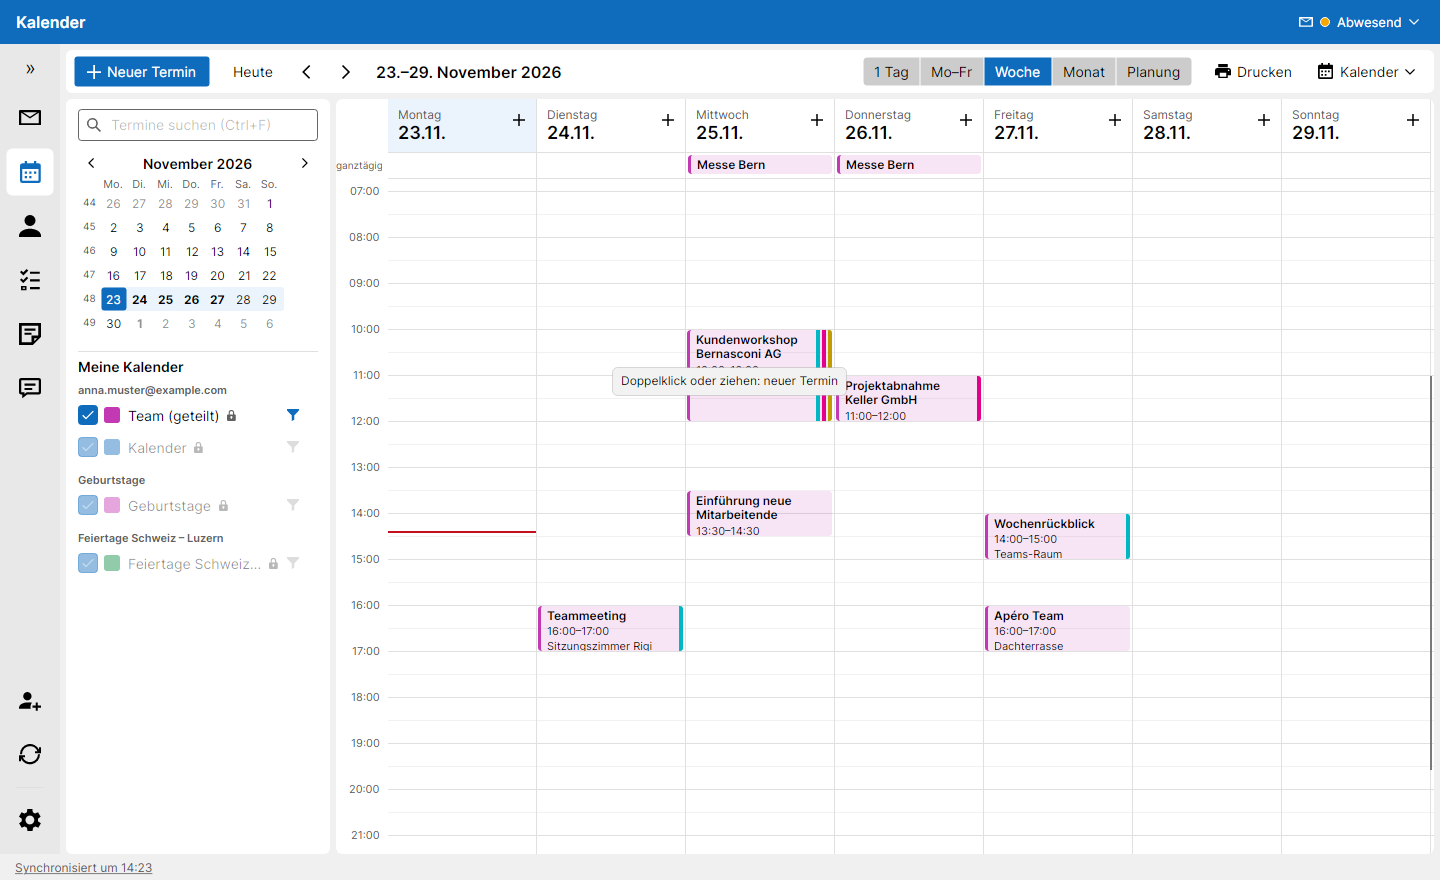 Kalender
Abwesend
Neuer Termin
Heute
23.–29. November 2026
1 Tag
Mo–Fr
Woche
Monat
Planung
Drucken
Kalender
Termine suchen (Ctrl+F)
November 2026
Mo. Di. Mi. Do. Fr. Sa. So.
44 26 27 28 29 30 31 1
45 2 3 4 5 6 7 8
46 9 10 11 12 13 14 15
47 16 17 18 19 20 21 22
48 23 24 25 26 27 28 29
49 30 1 2 3 4 5 6
Meine Kalender
anna.muster@example.com
Team (geteilt)
Kalender
Geburtstage
Geburtstage
Feiertage Schweiz – Luzern
Feiertage Schweiz...
Montag
23.11.
Dienstag
24.11.
Mittwoch
25.11.
Donnerstag
26.11.
Freitag
27.11.
Samstag
28.11.
Sonntag
29.11.
ganztägig
Messe Bern
Messe Bern
07:00
08:00
09:00
10:00
11:00
12:00
13:00
14:00
15:00
16:00
17:00
18:00
19:00
20:00
21:00
Teammeeting
16:00–17:00
Sitzungszimmer Rigi
Kundenworkshop
Bernasconi AG
Doppelklick oder ziehen: neuer Termin
Einführung neue
Mitarbeitende
13:30–14:30
Projektabnahme
Keller GmbH
11:00–12:00
Wochenrückblick
14:00–15:00
Teams-Raum
Apéro Team
16:00–17:00
Dachterrasse
Synchronisiert um 14:23